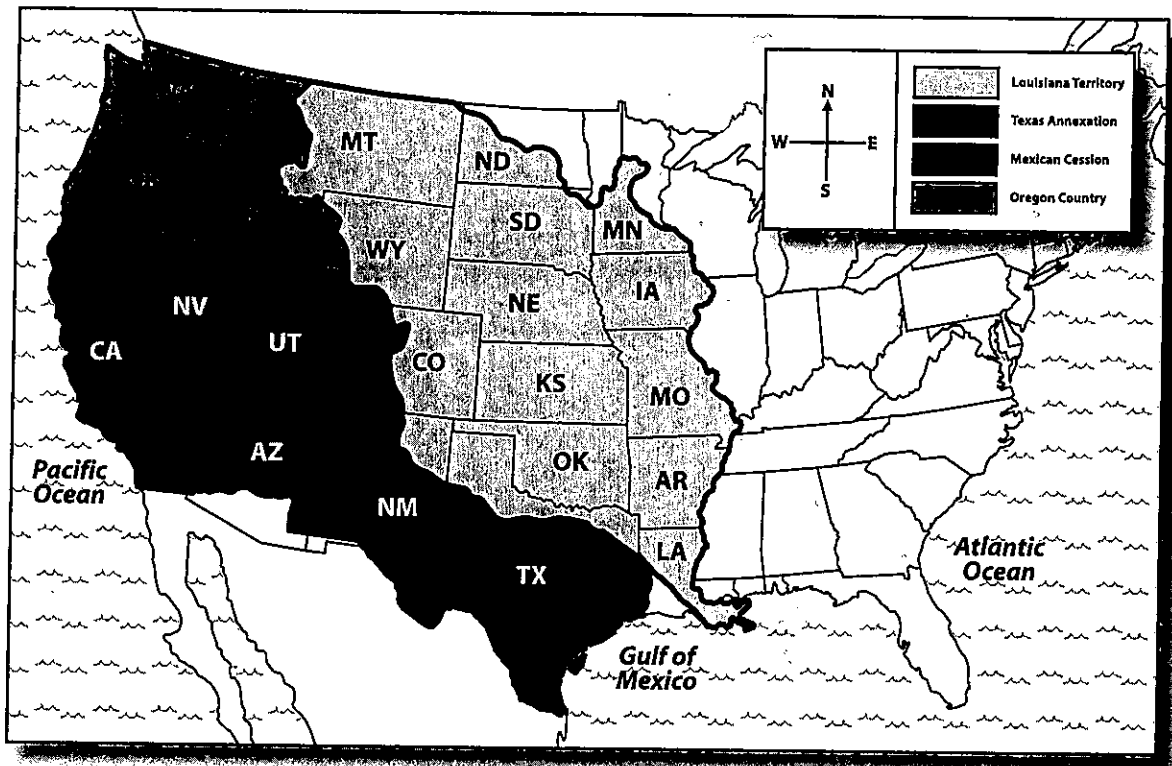 N
W E
S
Louisiana Territory
Texas Annexation
Mexican Cession
Oregon Country
MT
ND
SD
MN
WY
NE
IA
NV
UT
CA
CO
KS
MO
AZ
OK
AR
NM
LA
TX
Pacific
Ocean
Atlantic
Ocean
Gulf of
Mexico